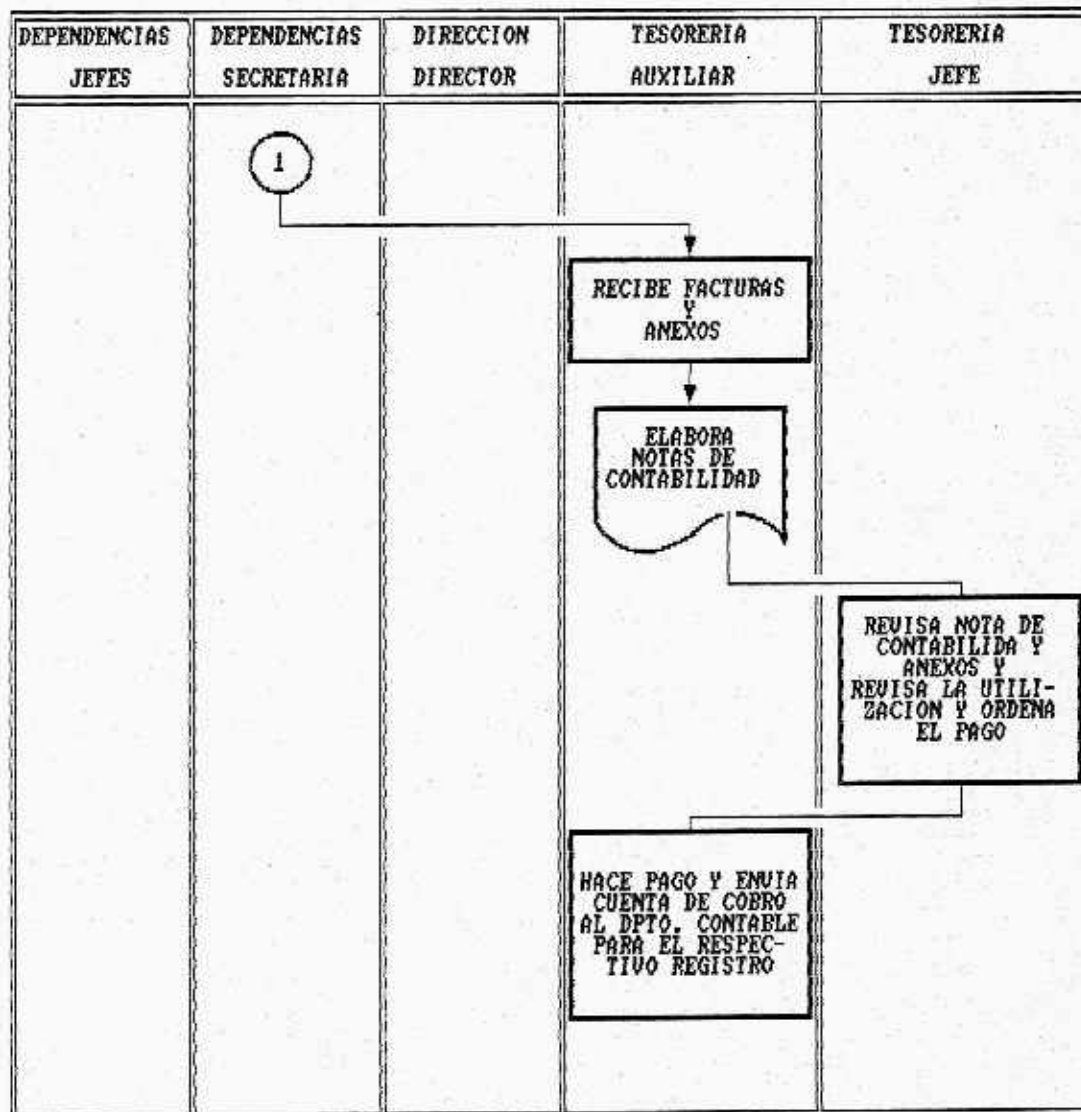 DEPENDENCIAS
JEFES
DEPENDENCIAS
SECRETARIA
DIRECCION
DIRECTOR
TESORERIA
AUXILIAR
TESORERIA
JEFE
1
RECIBE FACTURAS
Y
ANEXOS
ELABORA
NOTAS DE
CONTABILIDAD
REVISA NOTA DE
CONTABILIDA Y
ANEXOS Y
REVISA LA UTILI-
ZACION Y ORDENA
EL PAGO
HACE PAGO Y ENVIA
CUENTA DE COBRO
AL DPTO. CONTABLE
PARA EL RESPEC-
TIVO REGISTRO